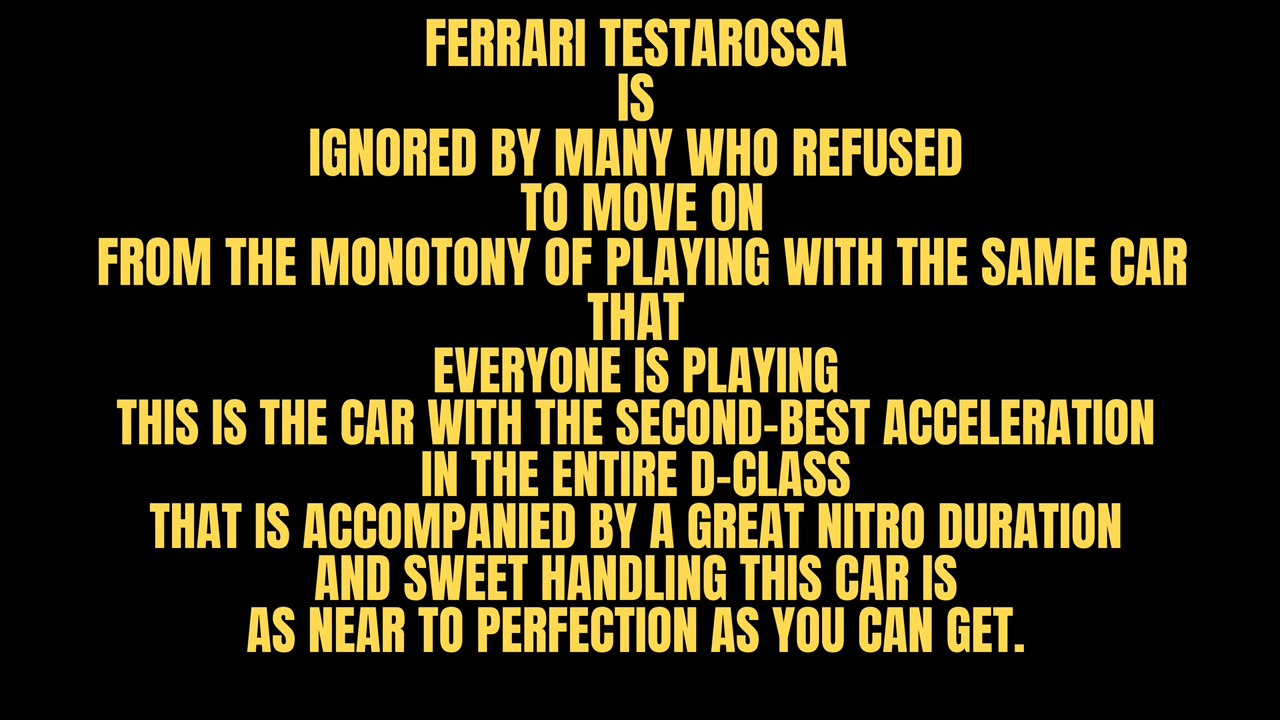 FERRARI TESTAROSSA
IS
IGNORED BY MANY WHO REFUSED
TO MOVE ON
FROM THE MONOTONY OF PLAYING WITH THE SAME CAR
THAT
EVERYONE IS PLAYING
THIS IS THE CAR WITH THE SECOND-BEST ACCELERATION
IN THE ENTIRE D-CLASS
THAT IS ACCOMPANIED BY A GREAT NITRO DURATION
AND SWEET HANDLING THIS CAR IS
AS NEAR TO PERFECTION AS YOU CAN GET.